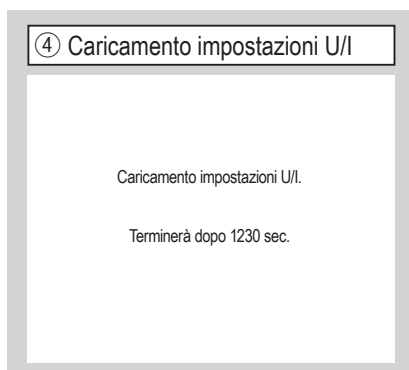 ④ Caricamento impostazioni U/I
Caricamento impostazioni U/I.
Terminerà dopo 1230 sec.